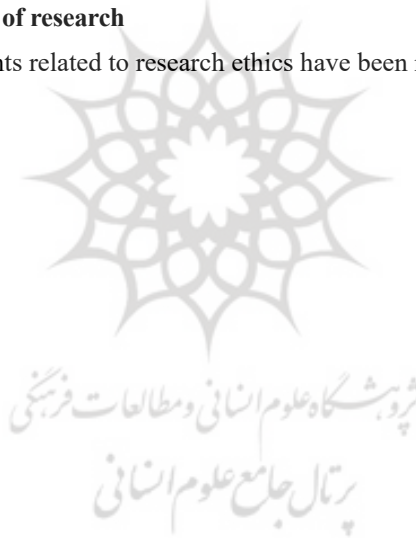 of research
nts related to research ethics have been
پژوهشگاه علوم انسانی و مطالعات فرهنگی
پرتال جامع علوم انسانی